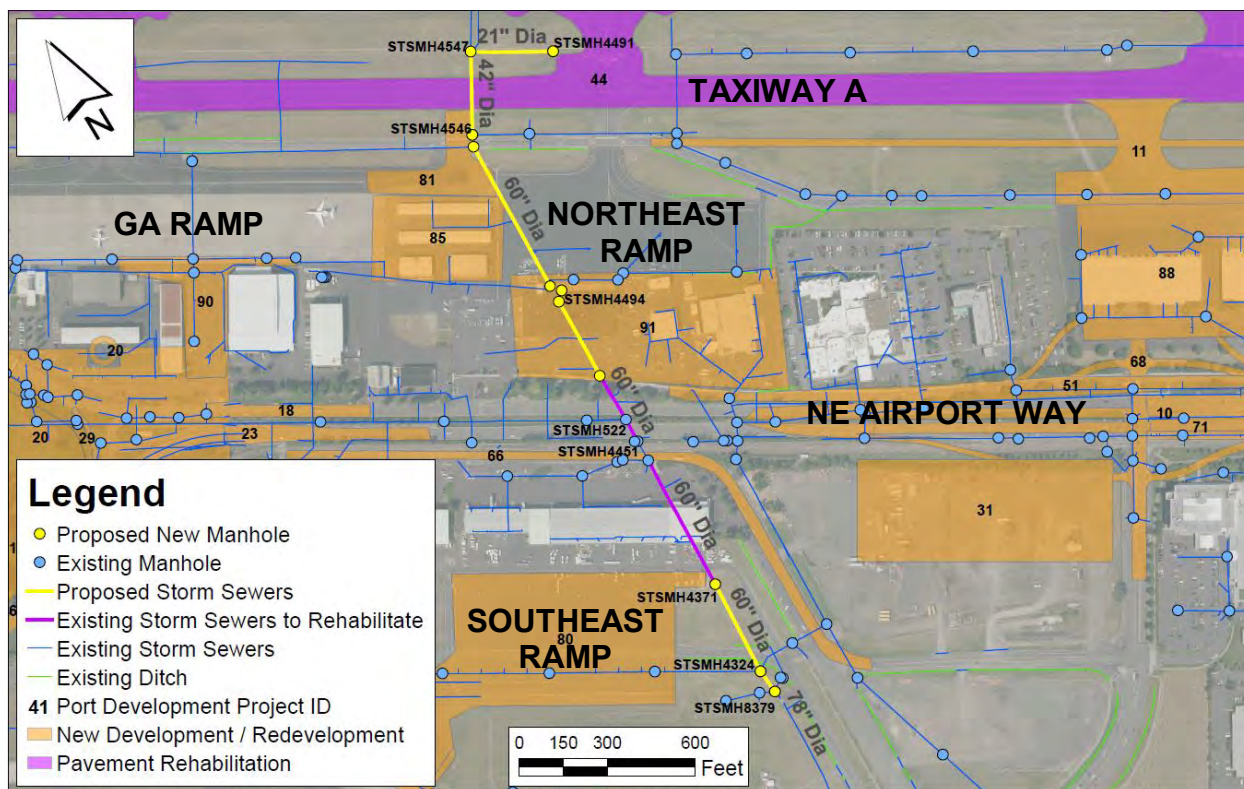 N
STSMH4547
21" Dia
STSMH4491
42" Dia
44
TAXIWAY A
STSMH4546
11
81
60" Dia
GA RAMP
NORTHEAST
RAMP
85
88
90
STSMH4494
91
20
68
51
60" Dia
NE AIRPORT WAY
10
18
STSMH522
71
20
29
23
66
STSMH4451
60" Dia
31
Legend
Proposed New Manhole
Existing Manhole
Proposed Storm Sewers
Existing Storm Sewers to Rehabilitate
Existing Storm Sewers
Existing Ditch
41 Port Development Project ID
New Development / Redevelopment
Pavement Rehabilitation
1
6
STSMH4371
60" Dia
SOUTHEAST
RAMP
80
STSMH4324
STSMH8379
78" Dia
0 150 300 600
Feet